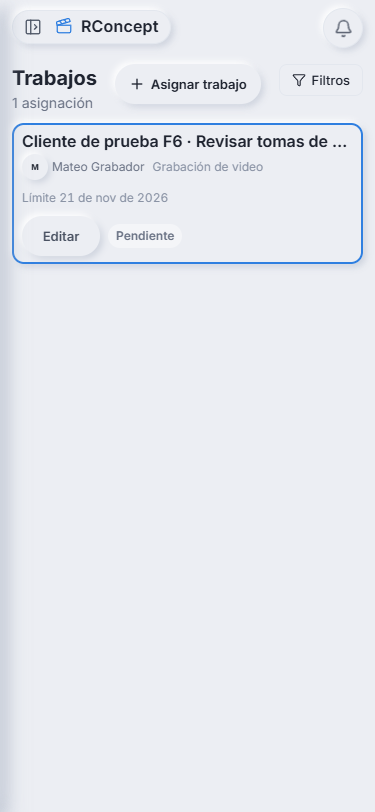 RConcept
Trabajos
1 asignación
Asignar trabajo
Filtros
Cliente de prueba F6 · Revisar tomas de ...
M Mateo Grabador Grabación de video
Límite 21 de nov de 2026
Editar
Pendiente